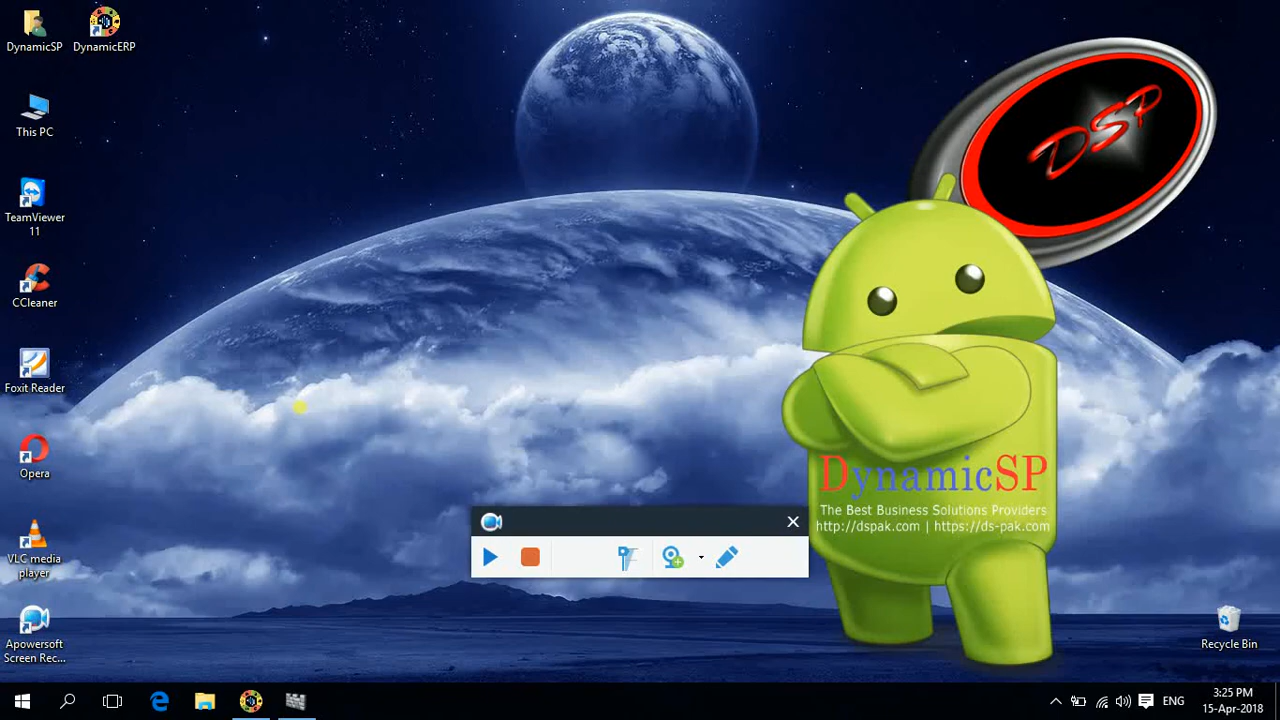 DynamicSP
DynamicERP
This PC
TeamViewer
11
CCleaner
Foxit Reader
Opera
VLC media
player
Apowersoft
Screen Rec...
DSP
DynamicSP
The Best Business Solutions Providers
http://dspak.com | https://ds-pak.com
Recycle Bin
ENG
3:25 PM
15-Apr-2018